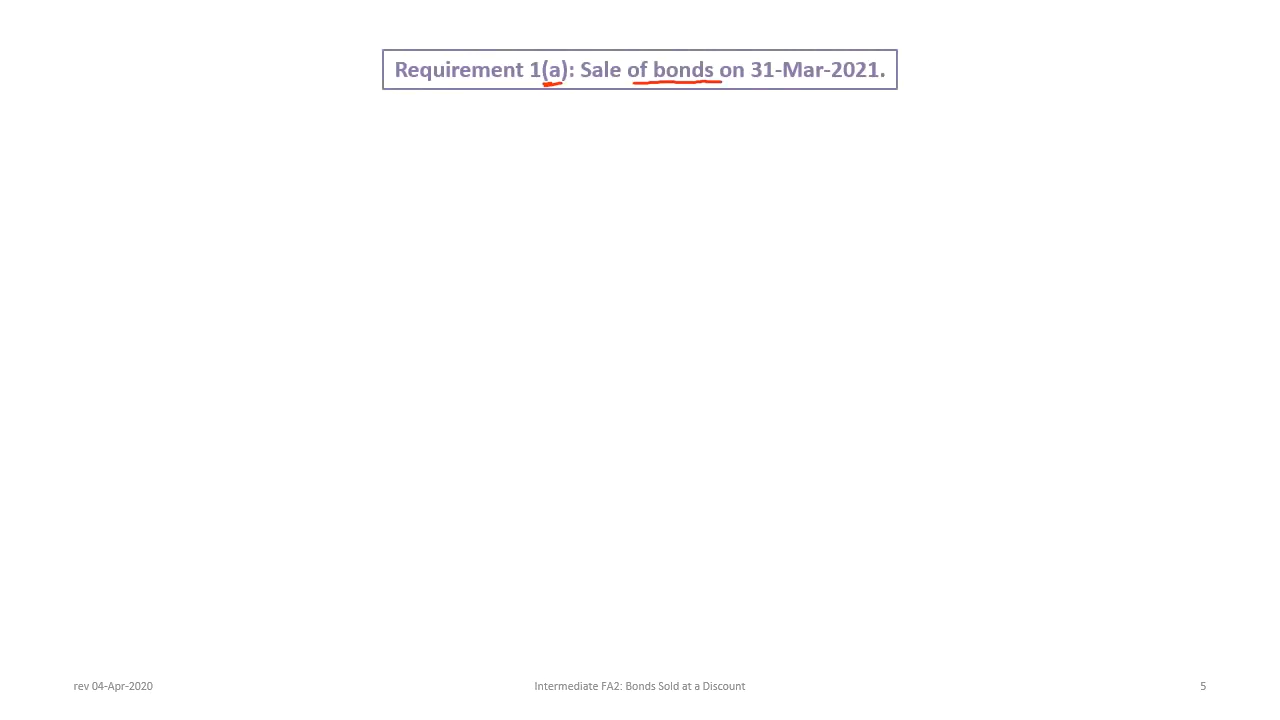 Requirement 1(a): Sale of bonds on 31-Mar-2021.
rev 04-Apr-2020
Intermediate FA2: Bonds Sold at a Discount
5